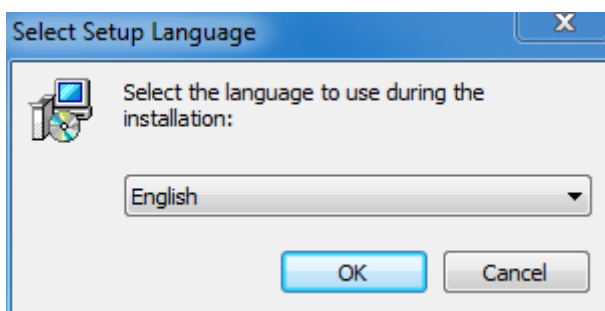 Select Setup Language
Select the language to use during the
installation:
English
OK
Cancel